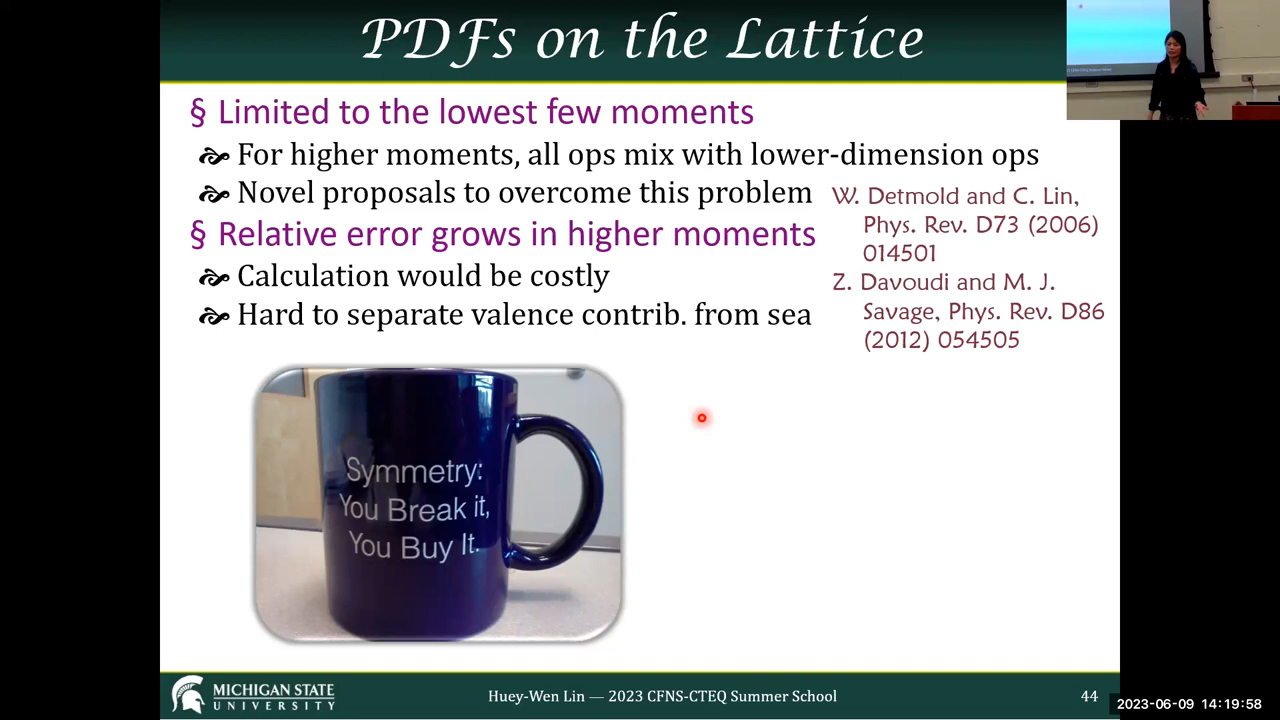 PDFs on the Lattice
§ Limited to the lowest few moments
For higher moments, all ops mix with lower-dimension ops
Novel proposals to overcome this problem
W. Detmold and C. Lin,
Phys. Rev. D73 (2006)
014501
Z. Davoudi and M. J.
Savage, Phys. Rev. D86
(2012) 054505
§ Relative error grows in higher moments
Calculation would be costly
Hard to separate valence contrib. from sea
Symmetry:
You Break it,
You Buy It.
MICHIGAN STATE
UNIVERSITY
Huey-Wen Lin — 2023 CFNS-CTEQ Summer School
44
2023-06-09 14:19:58